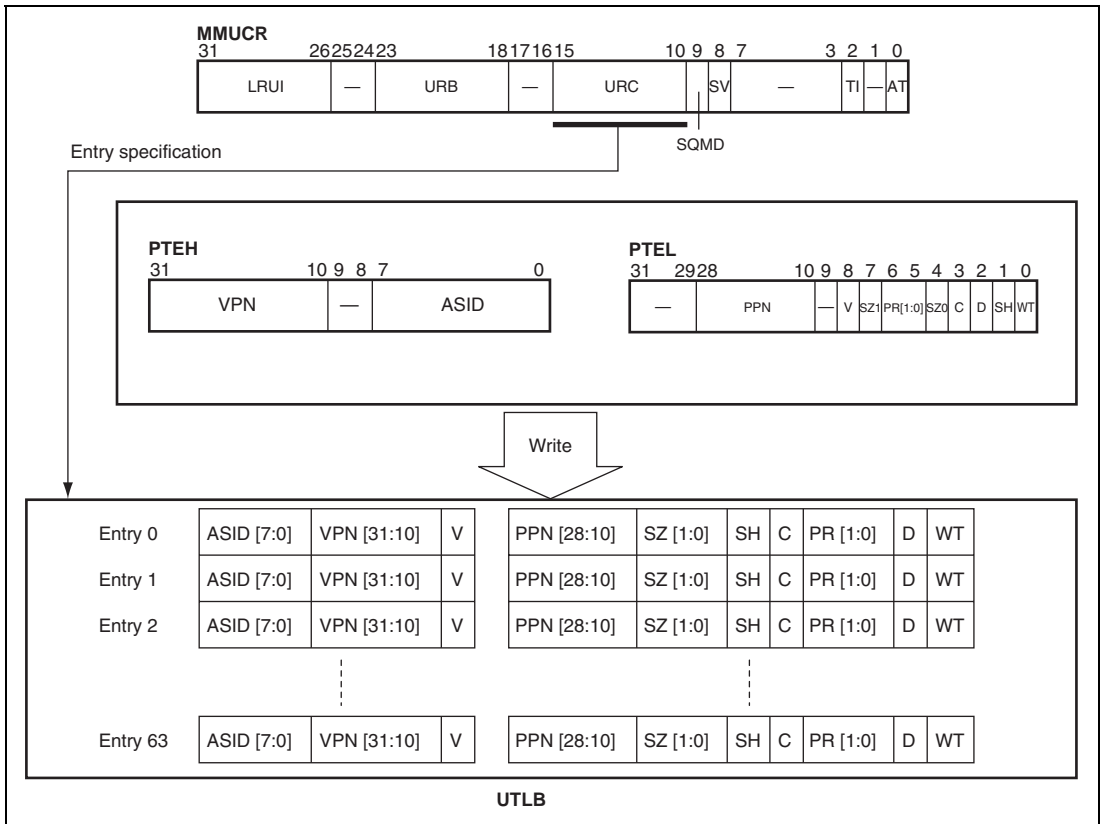 MMUCR
31 26 25 24 23 18 17 16 15 10 9 8 7 3 2 1 0
LRUI — URB — URC SV — TI — AT
SQMD
Entry specification
PTEH
31 10 9 8 7 0
VPN — ASID
PTEL
31 29 28 10 9 8 7 6 5 4 3 2 1 0
— PPN — V SZ1 PR[1:0] SZ0 C D SH WT
Write
Entry 0 ASID [7:0] VPN [31:10] V PPN [28:10] SZ [1:0] SH C PR [1:0] D WT
Entry 1 ASID [7:0] VPN [31:10] V PPN [28:10] SZ [1:0] SH C PR [1:0] D WT
Entry 2 ASID [7:0] VPN [31:10] V PPN [28:10] SZ [1:0] SH C PR [1:0] D WT
Entry 63 ASID [7:0] VPN [31:10] V PPN [28:10] SZ [1:0] SH C PR [1:0] D WT
UTLB